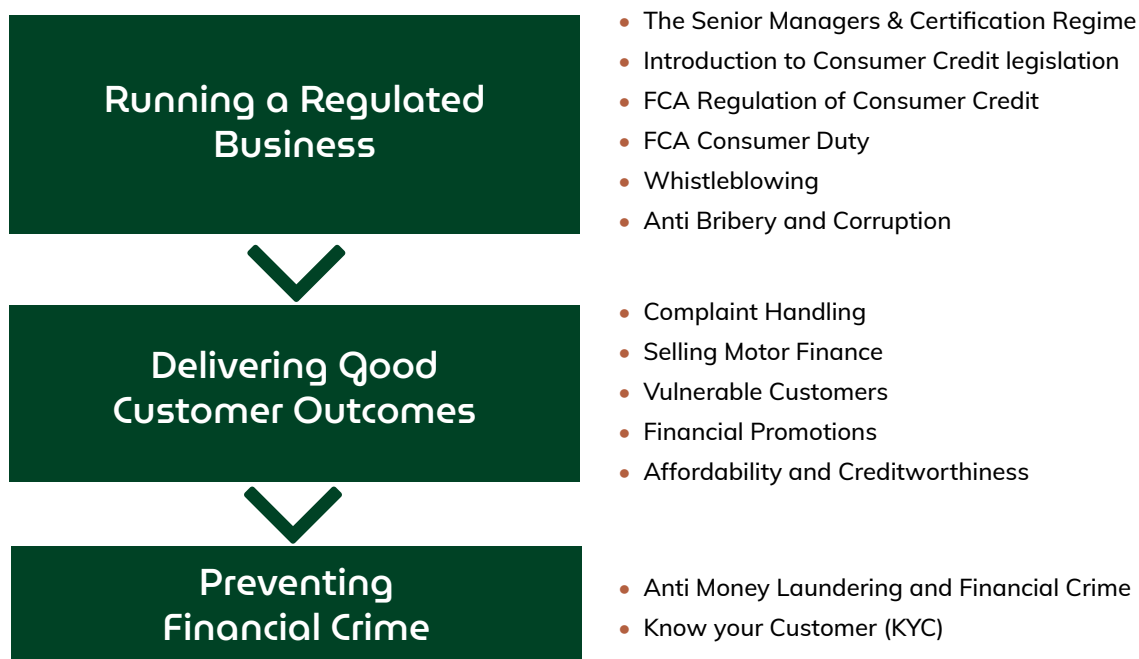 Running a Regulated
Business
• The Senior Managers & Certification Regime
• Introduction to Consumer Credit legislation
• FCA Regulation of Consumer Credit
• FCA Consumer Duty
• Whistleblowing
• Anti Bribery and Corruption
Delivering Good
Customer Outcomes
• Complaint Handling
• Selling Motor Finance
• Vulnerable Customers
• Financial Promotions
• Affordability and Creditworthiness
Preventing
Financial Crime
• Anti Money Laundering and Financial Crime
• Know your Customer (KYC)